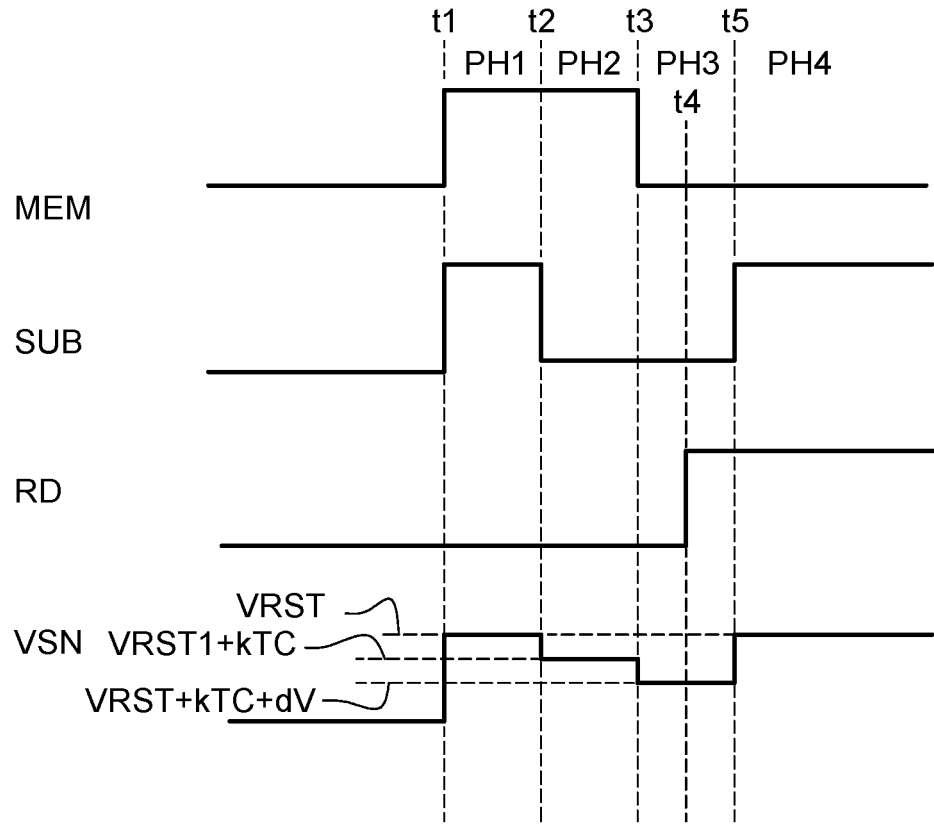 t1 t2 t3 t5
PH1 PH2 PH3 PH4
t4
MEM
SUB
RD
VRST
VSN VRST1+kTC
VRST+kTC+dV